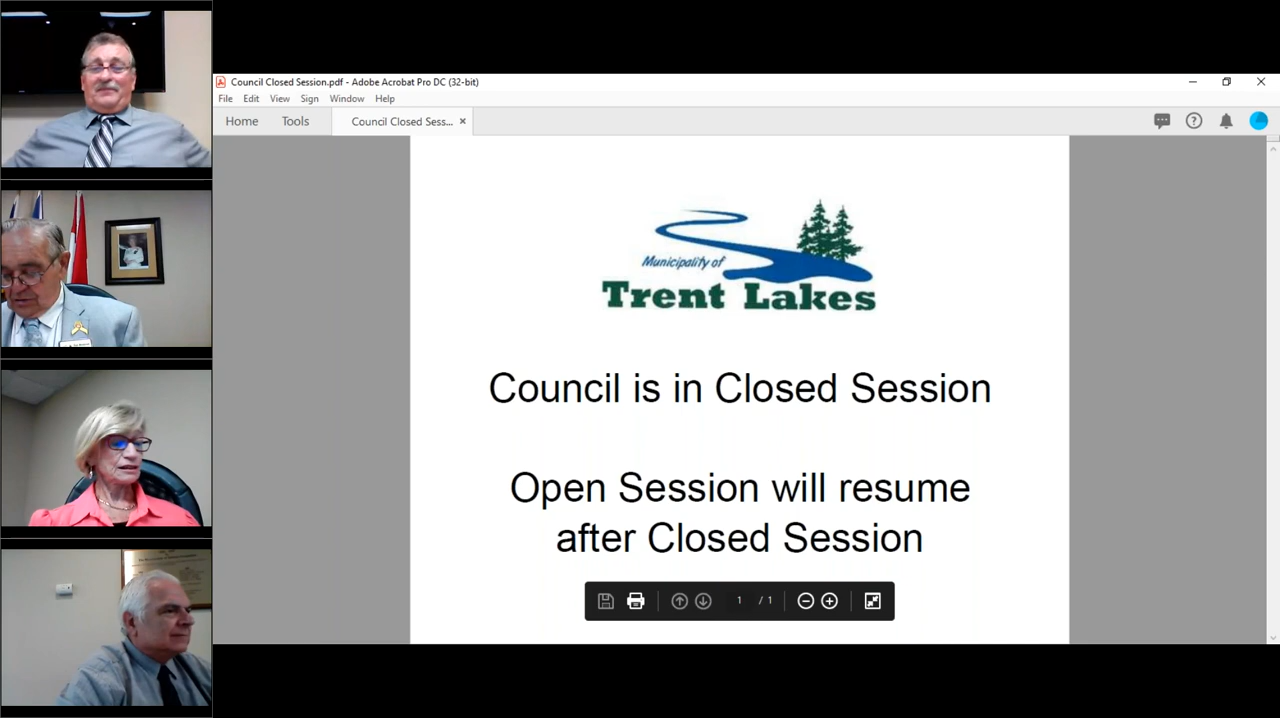 Council Closed Session.pdf - Adobe Acrobat Pro DC (32-bit)
File Edit View Sign Window Help
Home Tools Council Closed Sess... ×
Municipality of
Trent Lakes
Council is in Closed Session
Open Session will resume
after Closed Session
1 / 1